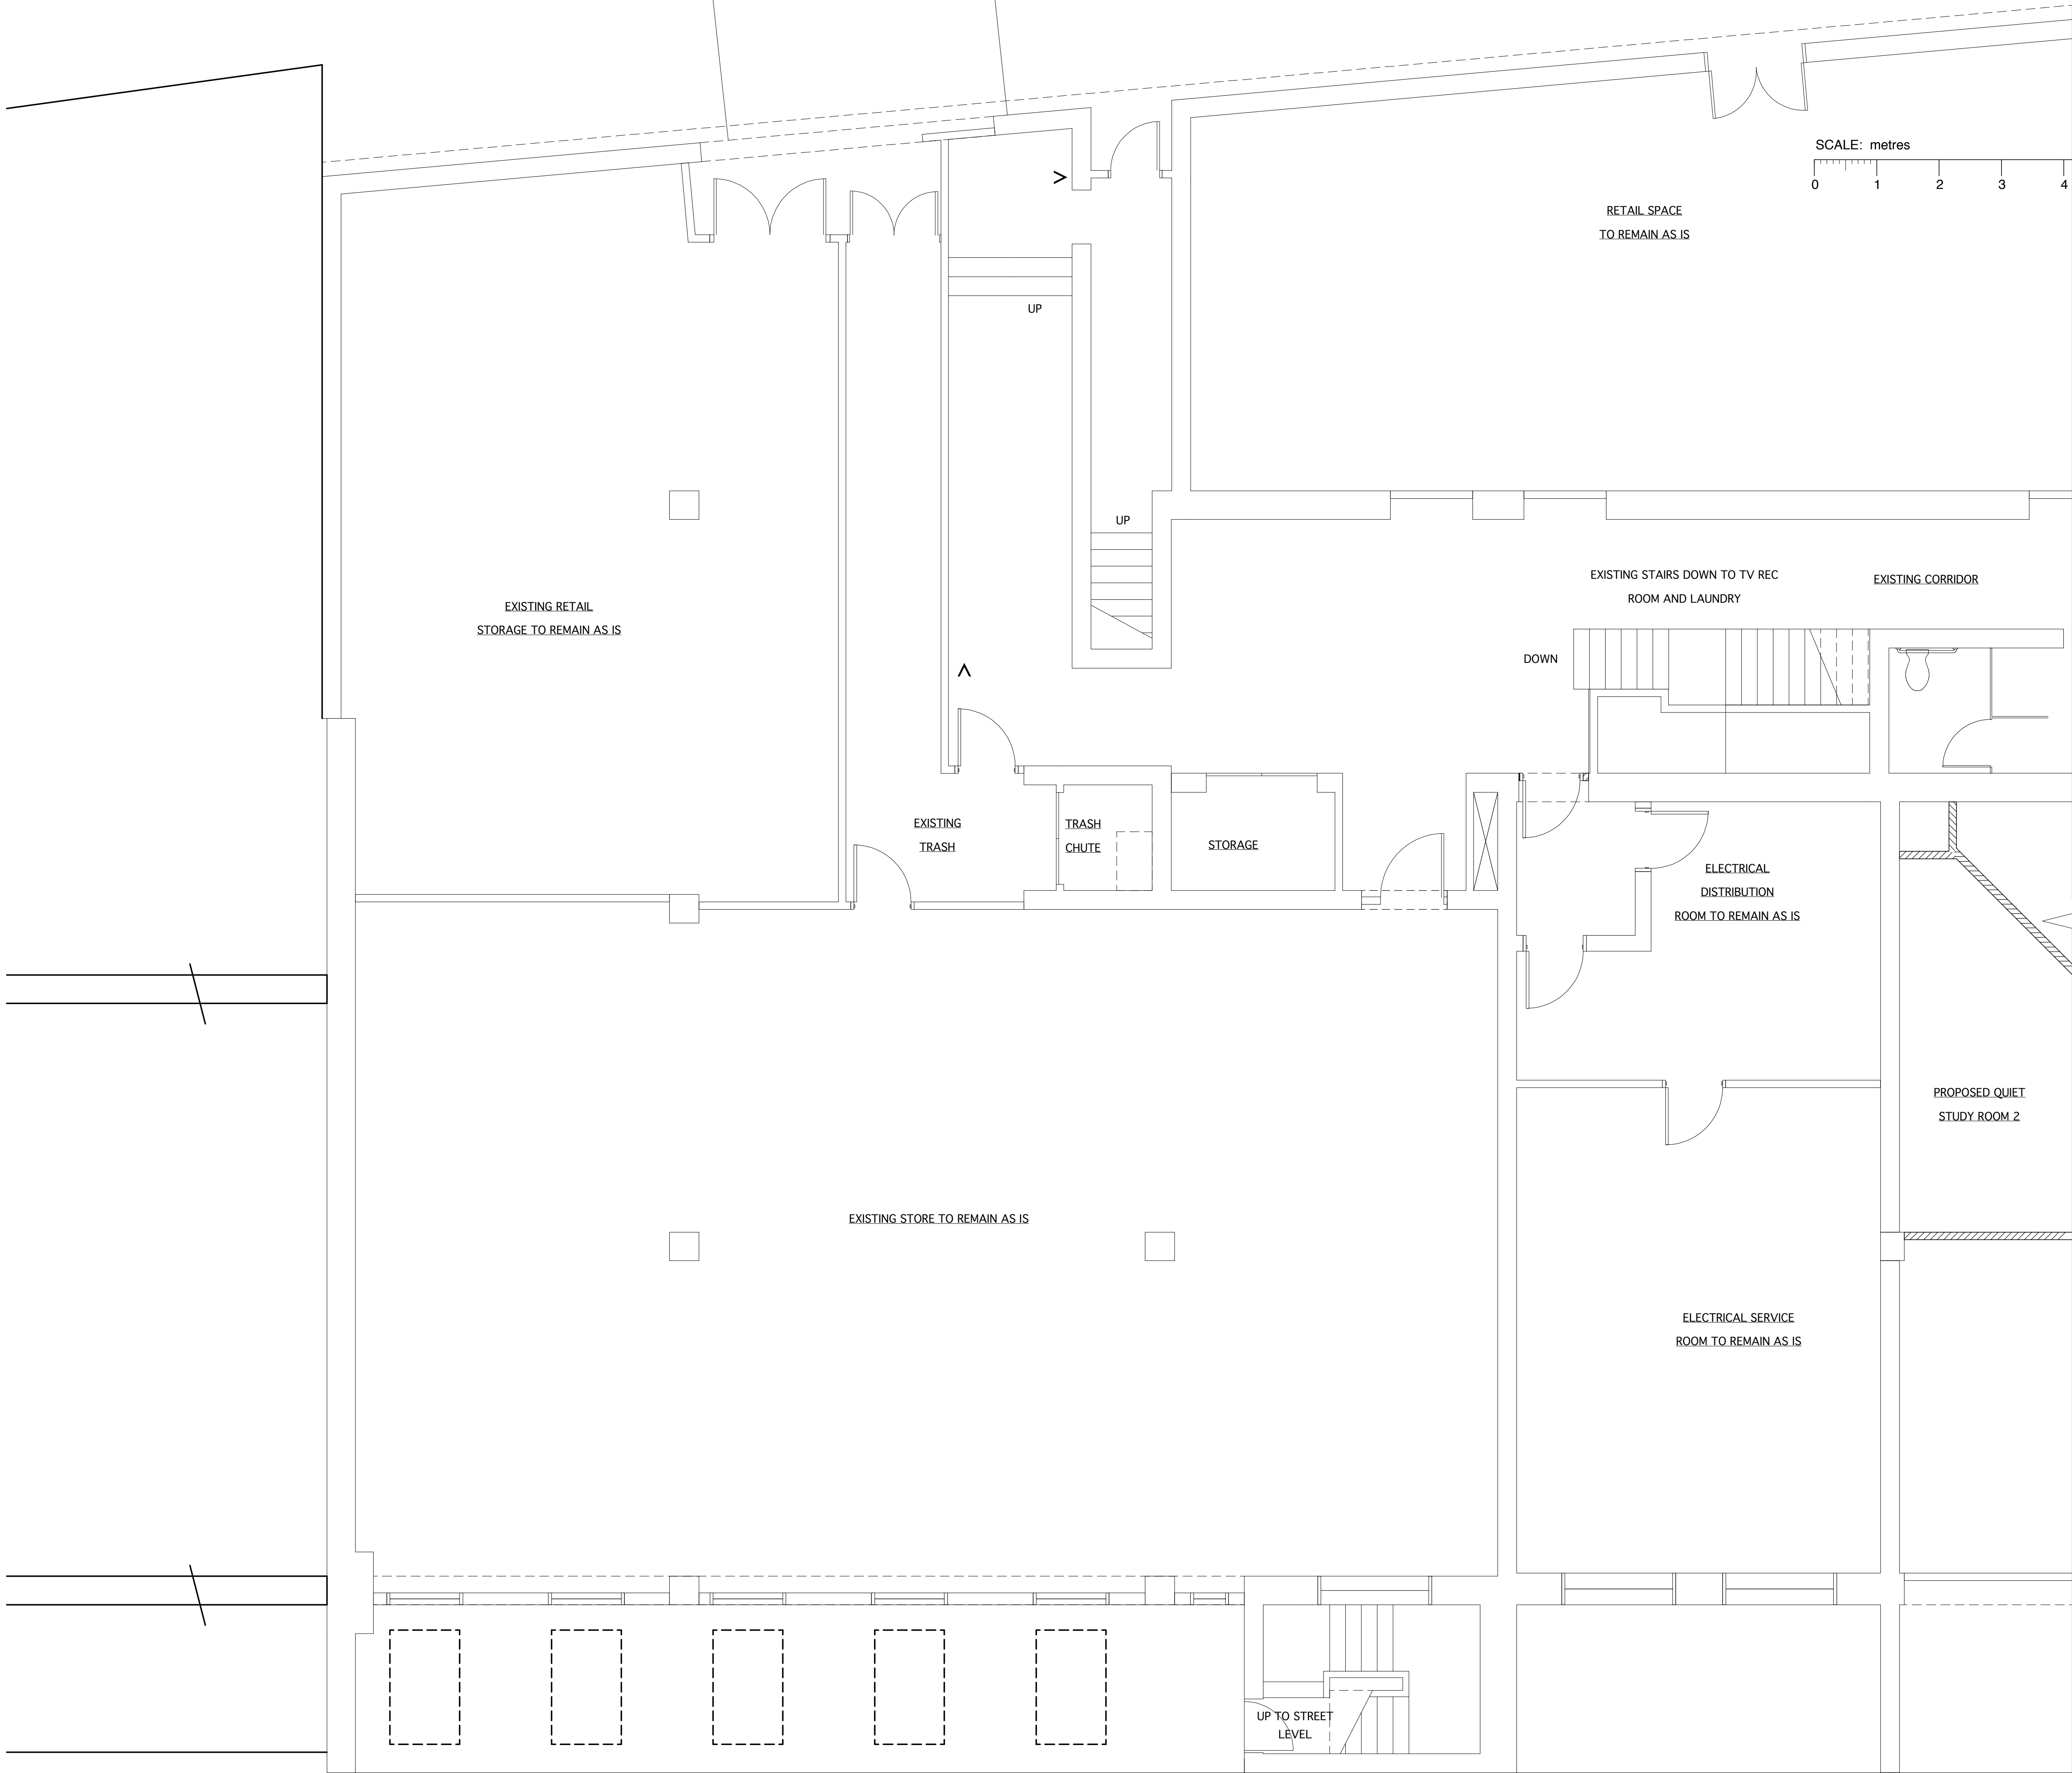 SCALE: metres
0 1 2 3 4
RETAIL SPACE
TO REMAIN AS IS
>
UP
UP
EXISTING STAIRS DOWN TO TV REC
ROOM AND LAUNDRY
EXISTING CORRIDOR
EXISTING RETAIL
STORAGE TO REMAIN AS IS
DOWN
EXISTING
TRASH
TRASH
CHUTE
STORAGE
ELECTRICAL
DISTRIBUTION
ROOM TO REMAIN AS IS
PROPOSED QUIET
STUDY ROOM 2
EXISTING STORE TO REMAIN AS IS
ELECTRICAL SERVICE
ROOM TO REMAIN AS IS
UP TO STREET
LEVEL